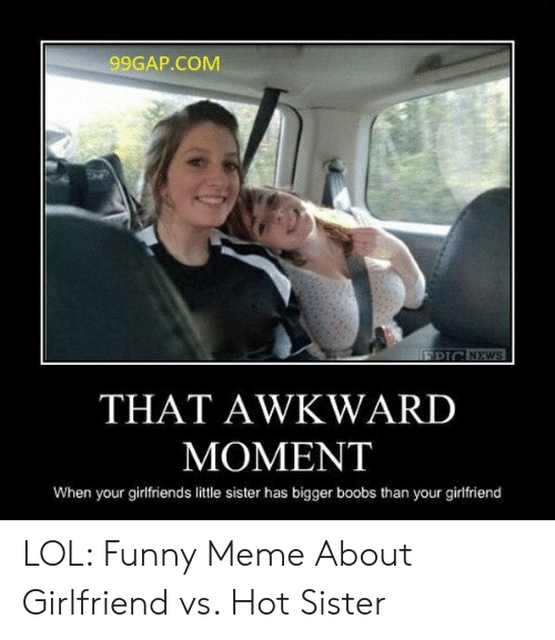 99GAP.COM
EPIC NEWS
THAT AWKWARD
MOMENT
When your girlfriends little sister has bigger boobs than your girlfriend
LOL: Funny Meme About
Girlfriend vs. Hot Sister